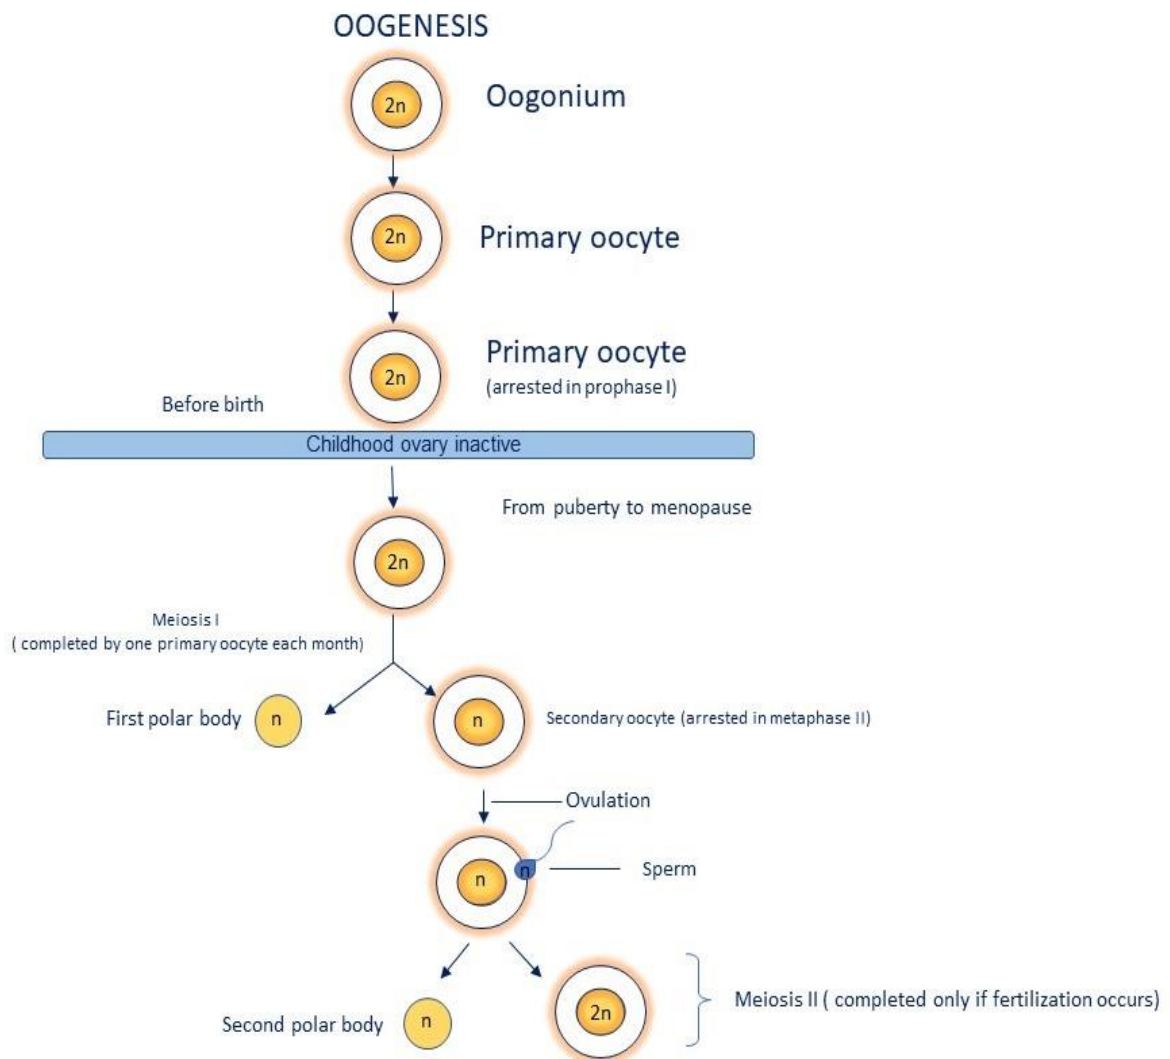 OOGENESIS
2n
Oogonium
2n
Primary oocyte
2n
Primary oocyte
(arrested in prophase I)
Before birth
Childhood ovary inactive
From puberty to menopause
2n
Meiosis I
( completed by one primary oocyte each month)
First polar body
n
n
Secondary oocyte (arrested in metaphase II)
Ovulation
n
n
Sperm
Second polar body
n
2n
Meiosis II ( completed only if fertilization occurs)